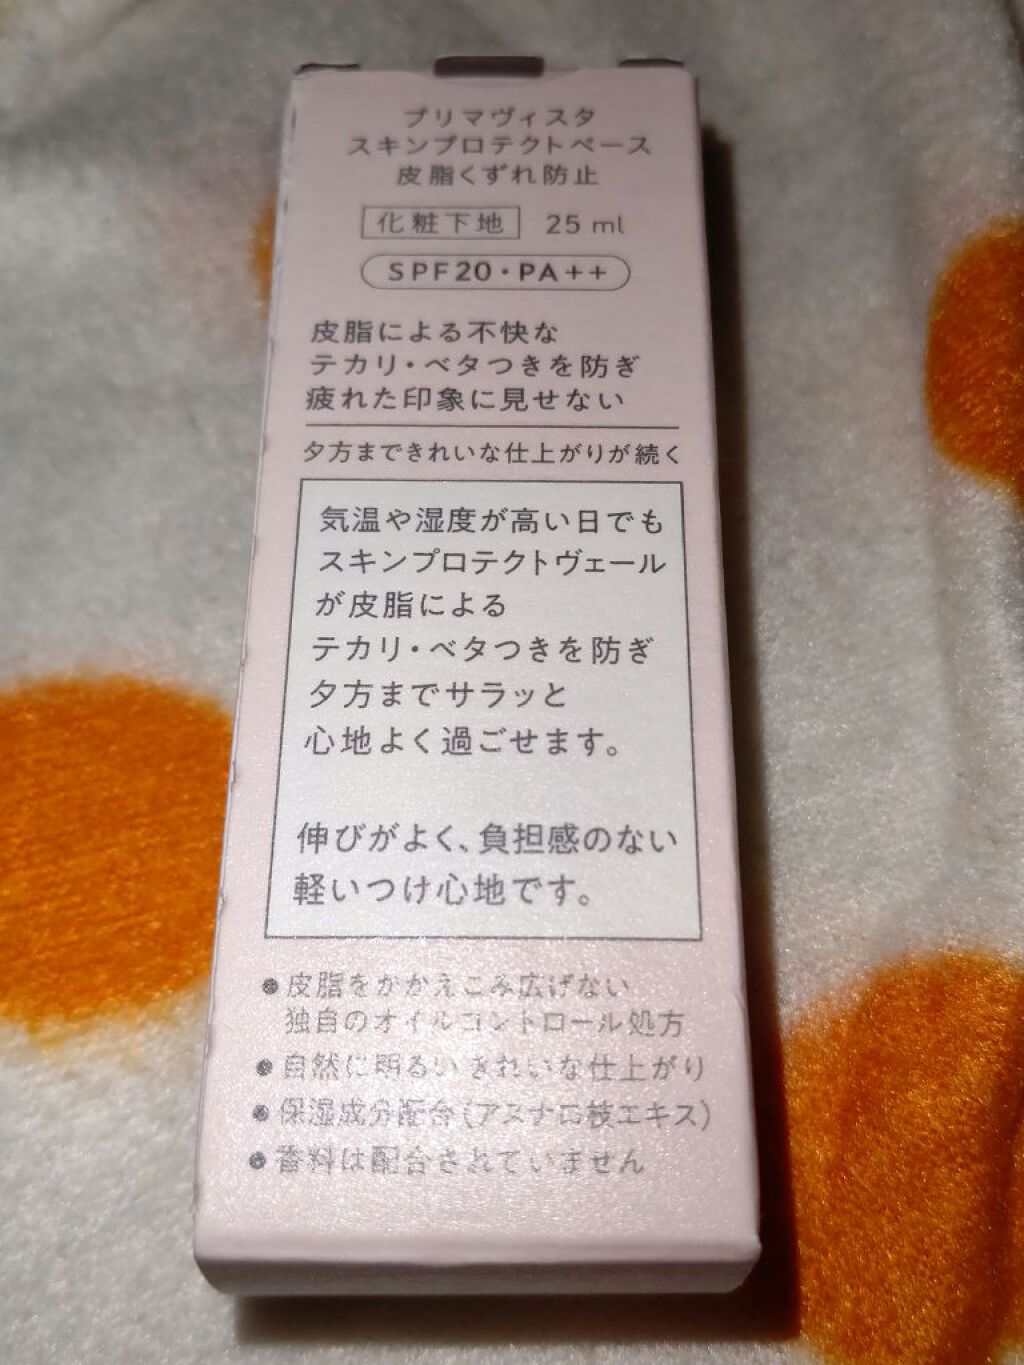 プリマヴィスタ
スキンプロテクトベース
皮脂くずれ防止
化粧下地 25 ml
SPF20・PA++
皮脂による不快な
テカリ・ベタつきを防ぎ
疲れた印象に見せない
夕方まできれいな仕上がりが続く
気温や湿度が高い日でも
スキンプロテクトヴェール
が皮脂による
テカリ・ベタつきを防ぎ
夕方までサラッと
心地よく過ごせます。
伸びがよく、負担感のない
軽いつけ心地です。
●皮脂をかかえこみ広げない
独自のオイルコントロール処方
●自然に明るい きれいな仕上がり
●保湿成分配合(アスナロ枝エキス)
●香料は配合されていません